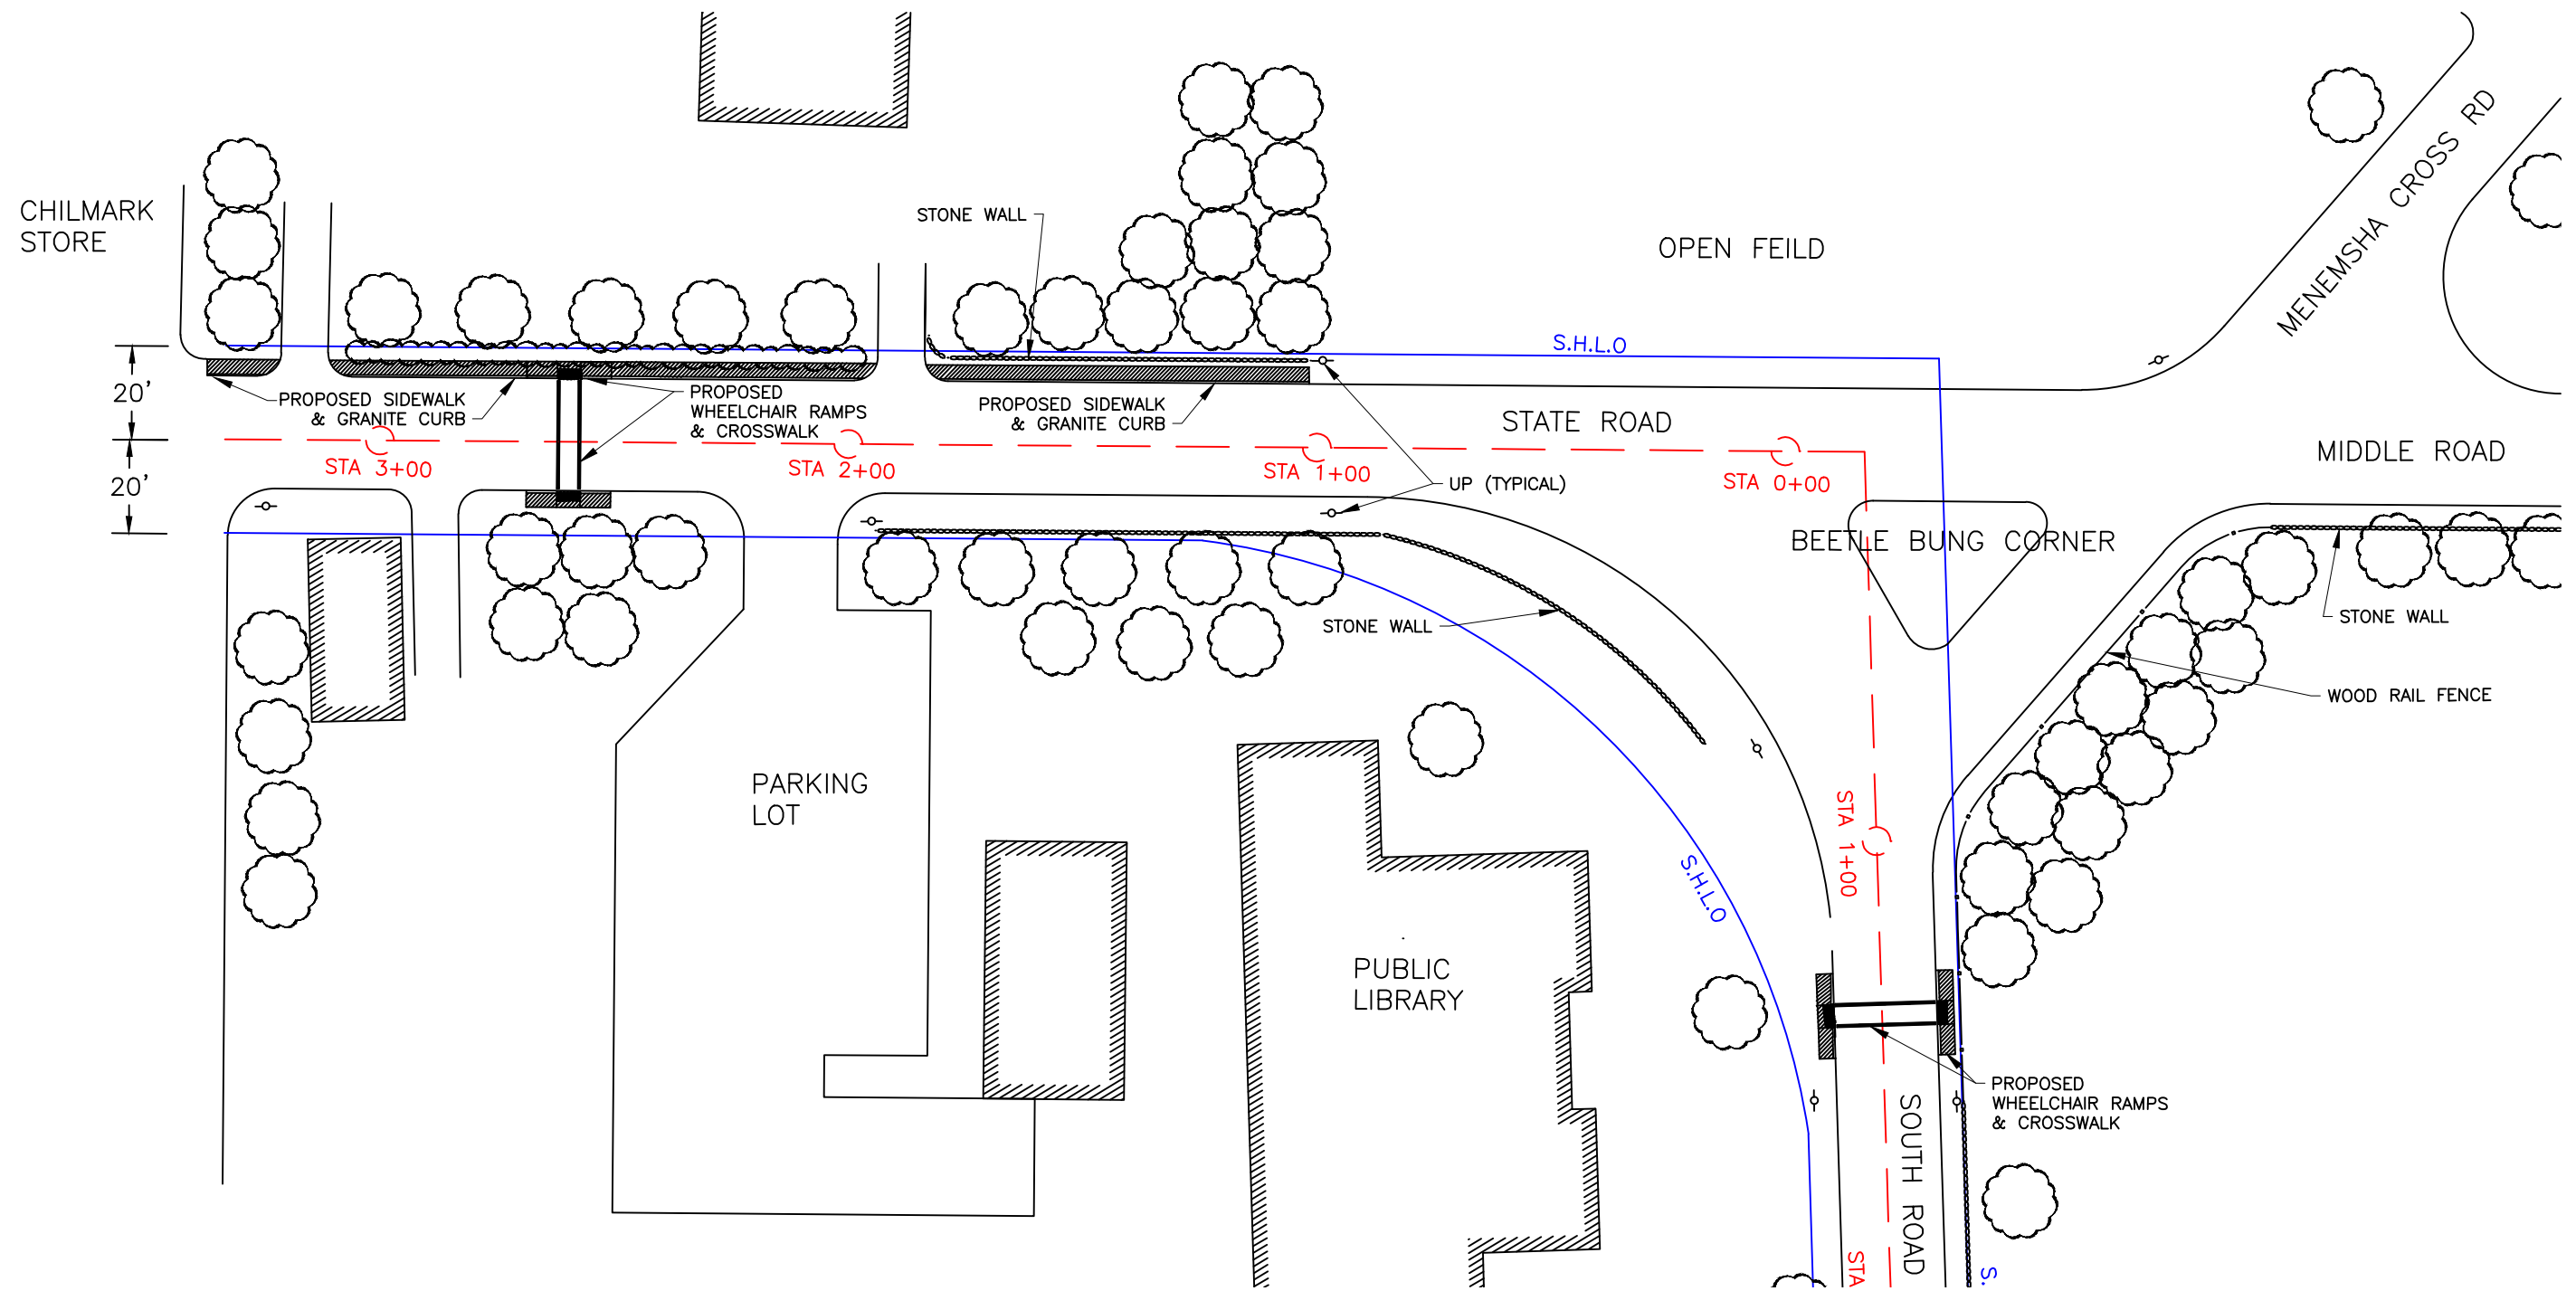 MENEMSHA CROSS RD
CHILMARK
STORE
STONE WALL
OPEN FEILD
S.H.L.O
20'
PROPOSED SIDEWALK
& GRANITE CURB
PROPOSED
WHEELCHAIR RAMPS
& CROSSWALK
PROPOSED SIDEWALK
& GRANITE CURB
STATE ROAD
MIDDLE ROAD
STA 3+00
STA 2+00
STA 1+00
STA 0+00
20'
UP (TYPICAL)
BEETLE BUNG CORNER
STONE WALL
STONE WALL
WOOD RAIL FENCE
PARKING
LOT
STA 1+00
S.H.L.O
PUBLIC
LIBRARY
PROPOSED
WHEELCHAIR RAMPS
& CROSSWALK
SOUTH ROAD
STA
S.